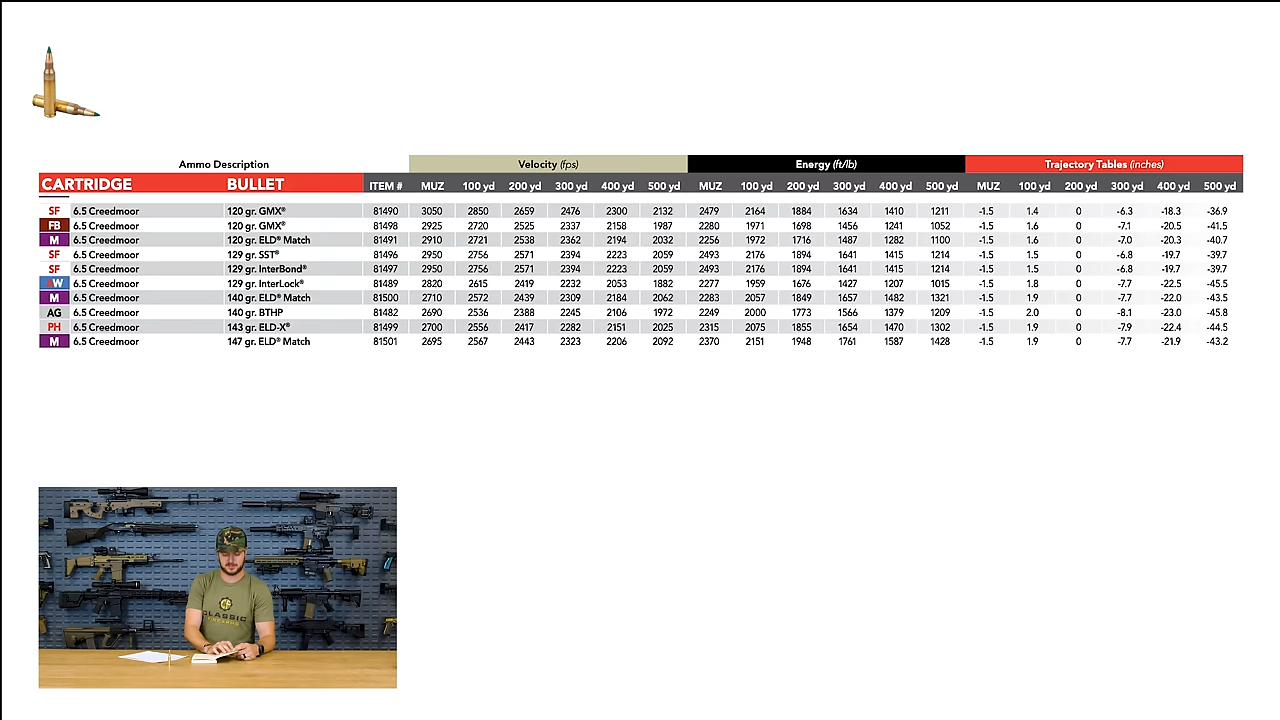 Ammo Description Velocity (fps) Energy (ft/lb) Trajectory Tables (inches)
CARTRIDGE BULLET ITEM # MUZ 100 yd 200 yd 300 yd 400 yd 500 yd MUZ 100 yd 200 yd 300 yd 400 yd 500 yd MUZ 100 yd 200 yd 300 yd 400 yd 500 yd
SF 6.5 Creedmoor 120 gr. GMX® 81490 3050 2850 2659 2476 2300 2132 2479 2164 1884 1634 1410 1211 -1.5 1.4 0 -6.3 -18.3 -36.9
FB 6.5 Creedmoor 120 gr. GMX® 81498 2925 2720 2525 2337 2158 1987 2280 1971 1698 1456 1241 1052 -1.5 1.6 0 -7.1 -20.5 -41.5
M 6.5 Creedmoor 120 gr. ELD® Match 81491 2910 2721 2538 2362 2194 2032 2256 1972 1716 1487 1282 1100 -1.5 1.6 0 -7.0 -20.3 -40.7
SF 6.5 Creedmoor 129 gr. SST® 81496 2950 2756 2571 2394 2223 2059 2493 2176 1894 1641 1415 1214 -1.5 1.5 0 -6.8 -19.7 -39.7
SF 6.5 Creedmoor 129 gr. InterBond® 81497 2950 2756 2571 2394 2223 2059 2493 2176 1894 1641 1415 1214 -1.5 1.5 0 -6.8 -19.7 -39.7
AW 6.5 Creedmoor 129 gr. InterLock® 81489 2820 2615 2419 2232 2053 1882 2277 1959 1676 1427 1207 1015 -1.5 1.8 0 -7.7 -22.5 -45.5
M 6.5 Creedmoor 140 gr. ELD® Match 81500 2710 2572 2439 2309 2184 2062 2283 2057 1849 1657 1482 1321 -1.5 1.9 0 -7.7 -22.0 -43.5
AG 6.5 Creedmoor 140 gr. BTHP 81482 2690 2536 2388 2245 2106 1972 2249 2000 1773 1566 1379 1209 -1.5 2.0 0 -8.1 -23.0 -45.8
PH 6.5 Creedmoor 143 gr. ELD-X® 81499 2700 2556 2417 2282 2151 2025 2315 2075 1855 1654 1470 1302 -1.5 1.9 0 -7.9 -22.4 -44.5
M 6.5 Creedmoor 147 gr. ELD® Match 81501 2695 2567 2443 2323 2206 2092 2370 2151 1948 1761 1587 1428 -1.5 1.9 0 -7.7 -21.9 -43.2
CLASSIC
FIREARMS